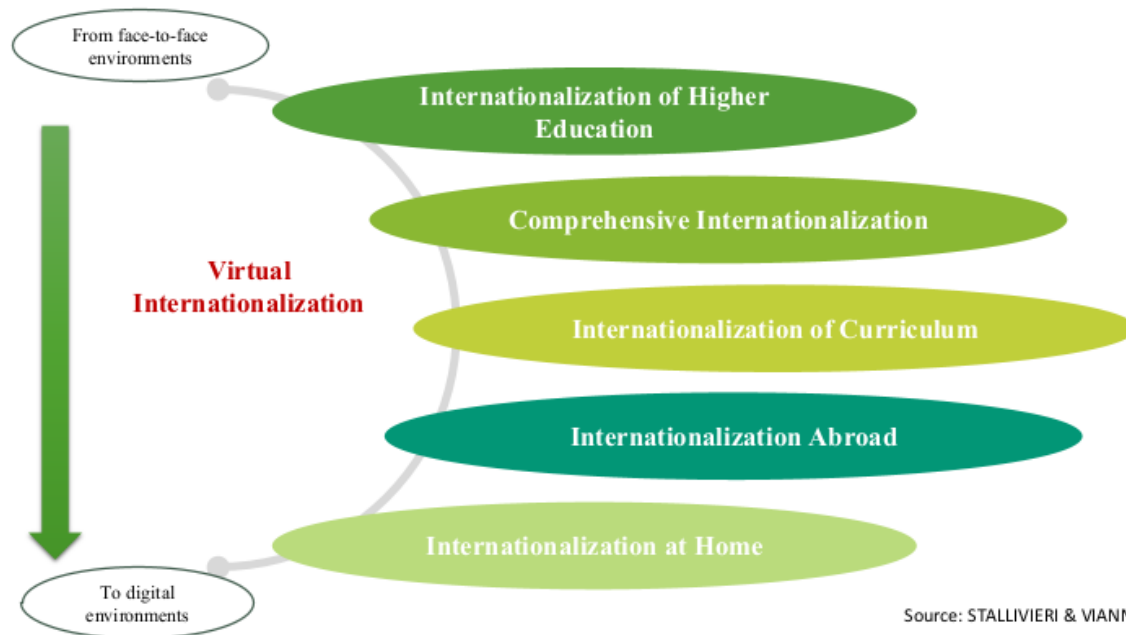 From face-to-face
environments
Internationalization of Higher
Education
Comprehensive Internationalization
Virtual
Internationalization
Internationalization of Curriculum
Internationalization Abroad
Internationalization at Home
To digital
environments
Source: STALLIVIERI & VIANN